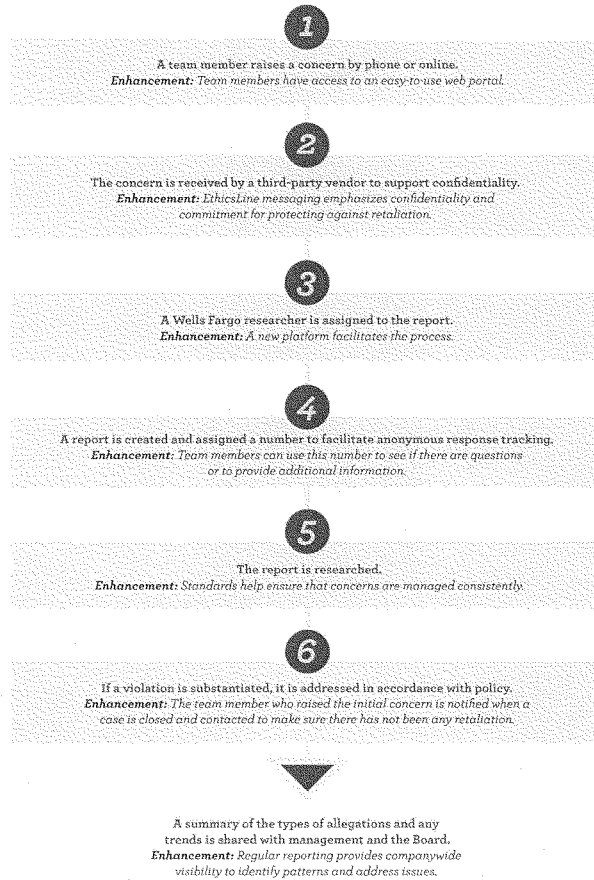 1
A team member raises a concern by phone or online.
Enhancement: Team members have access to an easy-to-use web portal.
2
The concern is received by a third-party vendor to support confidentiality.
Enhancement: EthicsLine messaging emphasizes confidentiality and
commitment for protecting against retaliation.
3
A Wells Fargo researcher is assigned to the report.
Enhancement: A new platform facilitates the process.
4
A report is created and assigned a number to facilitate anonymous response tracking.
Enhancement: Team members can use this number to see if there are questions
or to provide additional information.
5
The report is researched.
Enhancement: Standards help ensure that concerns are managed consistently.
6
If a violation is substantiated, it is addressed in accordance with policy.
Enhancement: The team member who raised the initial concern is notified when a
case is closed and contacted to make sure there has not been any retaliation.
A summary of the types of allegations and any
trends is shared with management and the Board.
Enhancement: Regular reporting provides companywide
visibility to identify patterns and address issues.